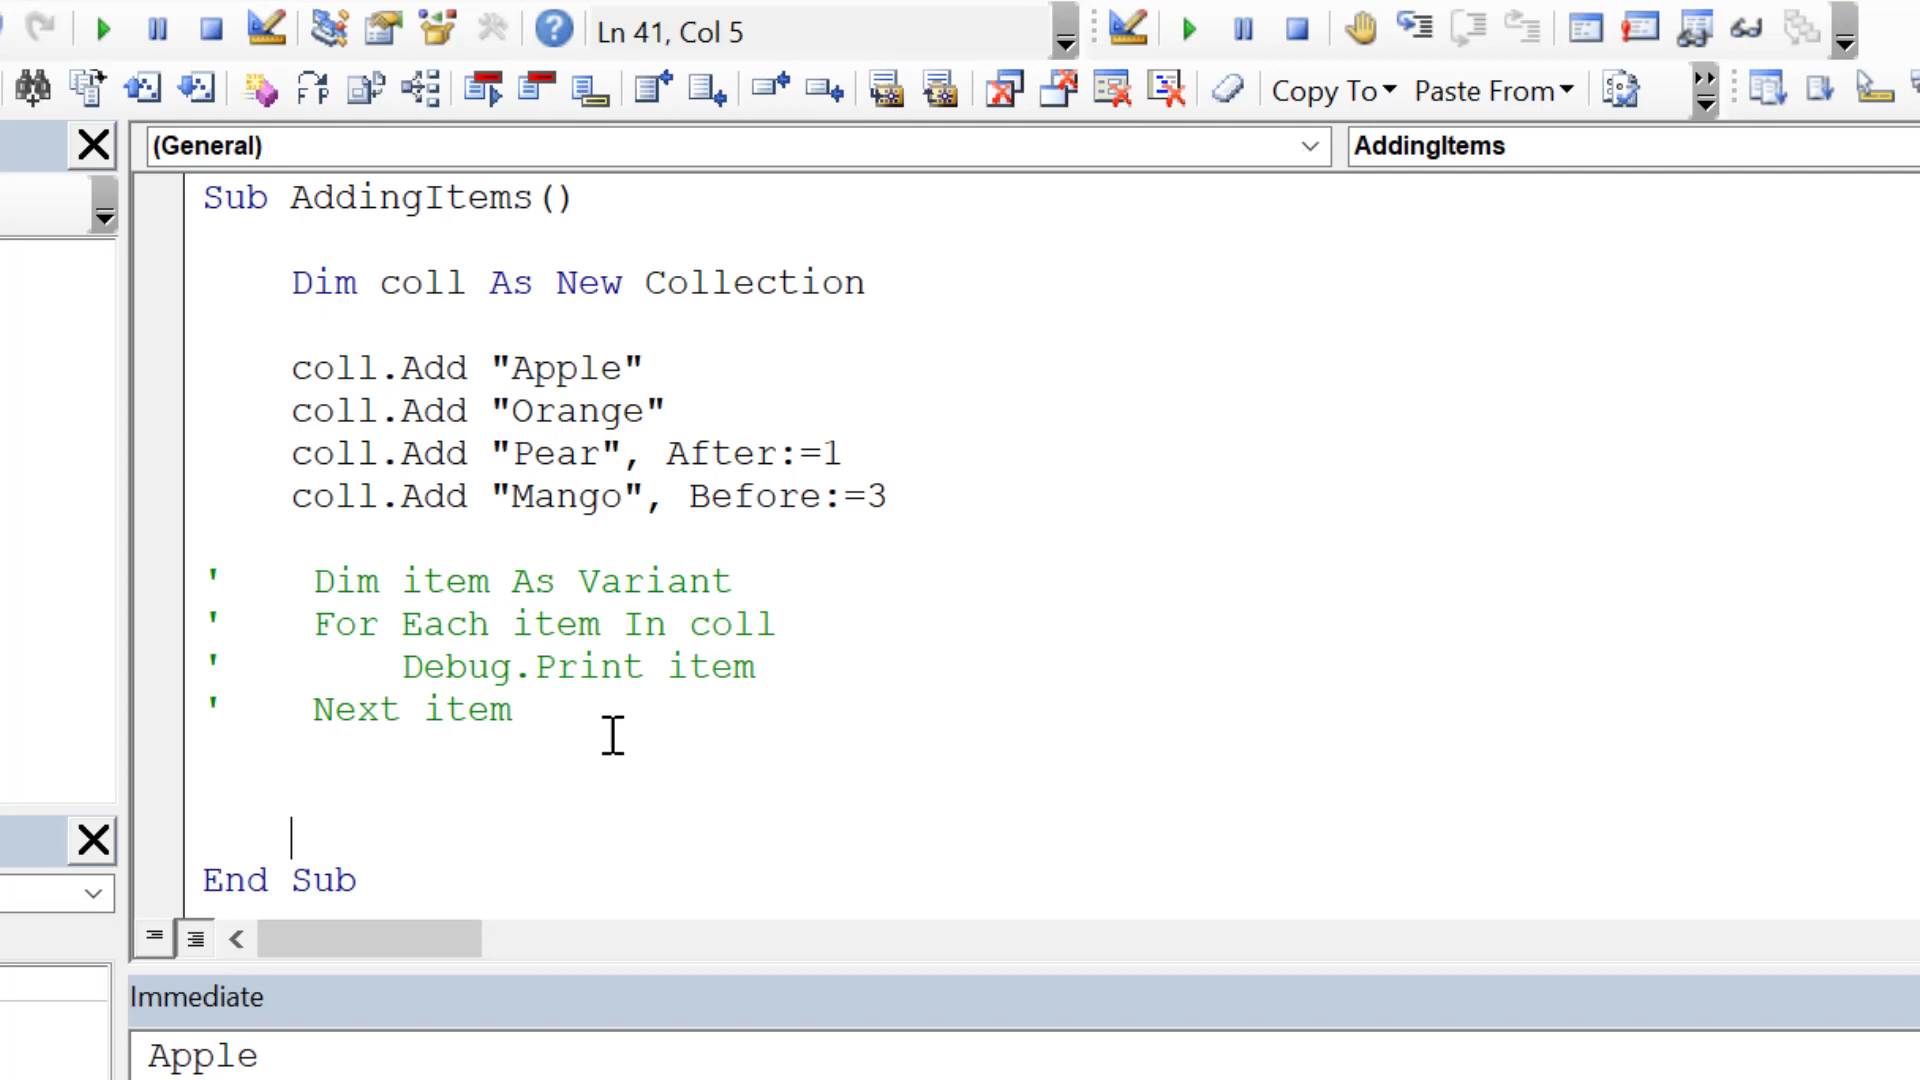 Ln 41, Col 5
Copy To
Paste From
(General)
AddingItems
Sub AddingItems()
Dim coll As New Collection
coll.Add "Apple"
coll.Add "Orange"
coll.Add "Pear", After:=1
coll.Add "Mango", Before:=3
' Dim item As Variant
' For Each item In coll
' Debug.Print item
' Next item
End Sub
Immediate
Apple